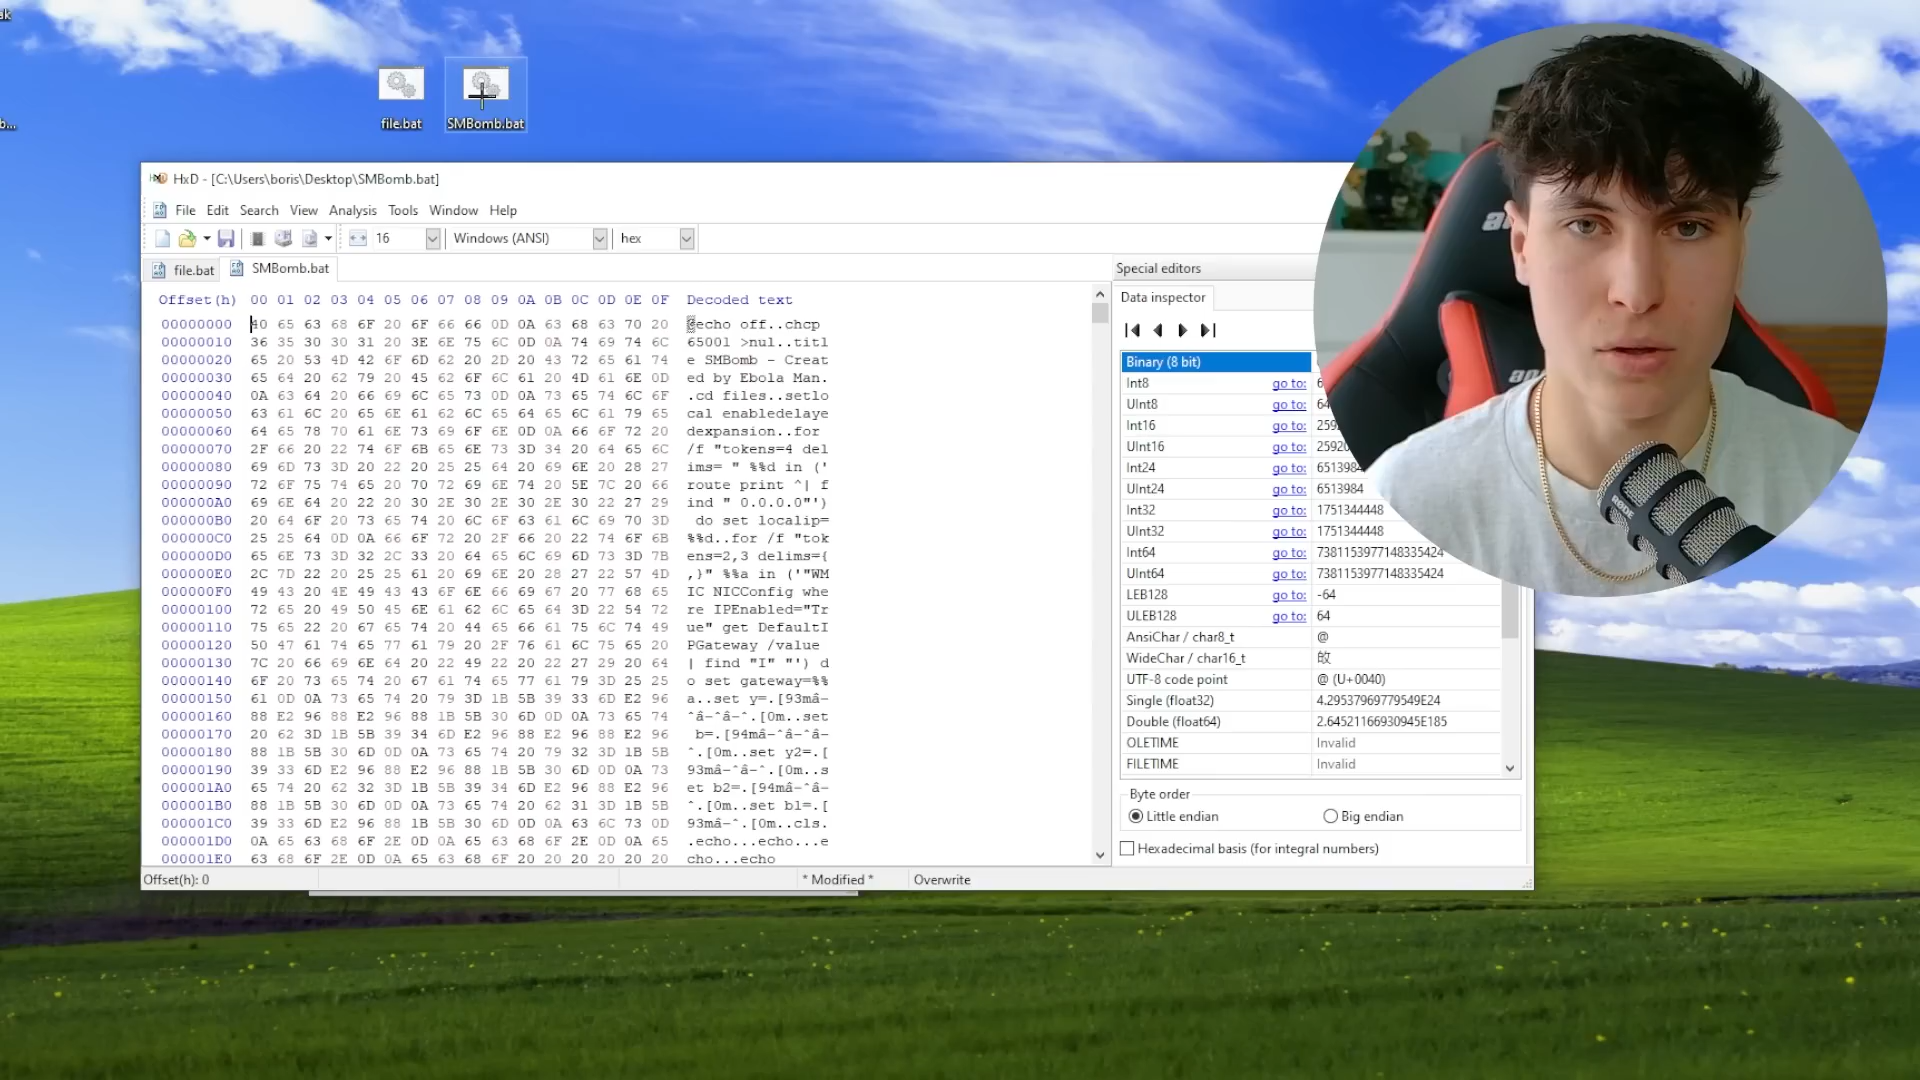 ak
b...
file.bat
SMBomb.bat
HxD - [C:\Users\boris\Desktop\SMBomb.bat]
File Edit Search View Analysis Tools Window Help
16 Windows (ANSI) hex
file.bat SMBomb.bat
Special editors
Data inspector
Offset(h) 00 01 02 03 04 05 06 07 08 09 0A 0B 0C 0D 0E 0F Decoded text
00000000 40 65 63 68 6F 20 6F 66 66 0D 0A 63 68 63 70 20 @echo off..chcp
00000010 36 35 30 30 31 20 3E 6E 75 6C 0D 0A 74 69 74 6C 65001 >nul..titl
00000020 65 20 53 4D 42 6F 6D 62 20 2D 20 43 72 65 61 74 e SMBomb - Creat
00000030 65 64 20 62 79 20 45 62 6F 6C 61 20 4D 61 6E 0D ed by Ebola Man.
00000040 0A 63 64 20 66 69 6C 65 73 0D 0A 73 65 74 6C 6F .cd files..setlo
00000050 63 61 6C 20 65 6E 61 62 6C 65 64 65 6C 61 79 65 cal enabledelaye
00000060 64 65 78 70 61 6E 73 69 6F 6E 0D 0A 66 6F 72 20 dexpansion..for
00000070 2F 66 20 22 74 6F 6B 65 6E 73 3D 34 20 64 65 6C /f "tokens=4 del
00000080 69 6D 73 3D 20 22 20 25 25 64 20 69 6E 20 28 27 ims= " %%d in ('
00000090 72 6F 75 74 65 20 70 72 69 6E 74 20 5E 7C 20 66 route print ^| f
000000A0 69 6E 64 20 22 20 30 2E 30 2E 30 2E 30 22 27 29 ind " 0.0.0.0"')
000000B0 20 64 6F 20 73 65 74 20 6C 6F 63 61 6C 69 70 3D do set localip=
000000C0 25 25 64 0D 0A 66 6F 72 20 2F 66 20 22 74 6F 6B %%d..for /f "tok
000000D0 65 6E 73 3D 32 2C 33 20 64 65 6C 69 6D 73 3D 7B ens=2,3 delims={
000000E0 2C 7D 22 20 25 25 61 20 69 6E 20 28 27 22 57 4D ,}" %%a in ('"WM
000000F0 49 43 20 4E 49 43 43 6F 6E 66 69 67 20 77 68 65 IC NICConfig whe
00000100 72 65 20 49 50 45 6E 61 62 6C 65 64 3D 22 54 72 re IPEnabled="Tr
00000110 75 65 22 20 67 65 74 20 44 65 66 61 75 6C 74 49 ue" get DefaultI
00000120 50 47 61 74 65 77 61 79 20 2F 76 61 6C 75 65 20 PGateway /value
00000130 7C 20 66 69 6E 64 20 22 49 22 20 22 27 29 20 64 | find "I" "') d
00000140 6F 20 73 65 74 20 67 61 74 65 77 61 79 3D 25 25 o set gateway=%%
00000150 61 0D 0A 73 65 74 20 79 3D 1B 5B 39 33 6D E2 96 a..set y=.[93mâ–
00000160 88 E2 96 88 E2 96 88 1B 5B 30 6D 0D 0A 73 65 74 ˆâ–ˆâ–ˆ.[0m..set
00000170 20 62 3D 1B 5B 39 34 6D E2 96 88 E2 96 88 E2 96 b=.[94mâ–ˆâ–ˆâ–
00000180 88 1B 5B 30 6D 0D 0A 73 65 74 20 79 32 3D 1B 5B ˆ.[0m..set y2=.[
00000190 39 33 6D E2 96 88 E2 96 88 1B 5B 30 6D 0D 0A 73 93mâ–ˆâ–ˆ.[0m..s
000001A0 65 74 20 62 32 3D 1B 5B 39 34 6D E2 96 88 E2 96 et b2=.[94mâ–ˆâ–
000001B0 88 1B 5B 30 6D 0D 0A 73 65 74 20 62 31 3D 1B 5B ˆ.[0m..set b1=.[
000001C0 39 33 6D E2 96 88 1B 5B 30 6D 0D 0A 63 6C 73 0D 93mâ–ˆ.[0m..cls.
000001D0 0A 65 63 68 6F 2E 0D 0A 65 63 68 6F 2E 0D 0A 65 .echo...echo...e
000001E0 63 68 6F 2E 0D 0A 65 63 68 6F 20 20 20 20 20 20 cho...echo
Binary (8 bit)
Int8 go to:
UInt8 go to: 64
Int16 go to:
UInt16 go to:
Int24 go to:
UInt24 go to: 6513984
Int32 go to: 1751344448
UInt32 go to: 1751344448
Int64 go to: 7381153977148335424
UInt64 go to: 7381153977148335424
LEB128 go to: -64
ULEB128 go to: 64
AnsiChar / char8_t @
WideChar / char16_t 敀
UTF-8 code point @ (U+0040)
Single (float32) 4.29537969779549E24
Double (float64) 2.64521166930945E185
OLETIME Invalid
FILETIME Invalid
Byte order
Little endian Big endian
Hexadecimal basis (for integral numbers)
Offset(h): 0 * Modified * Overwrite
RØDE